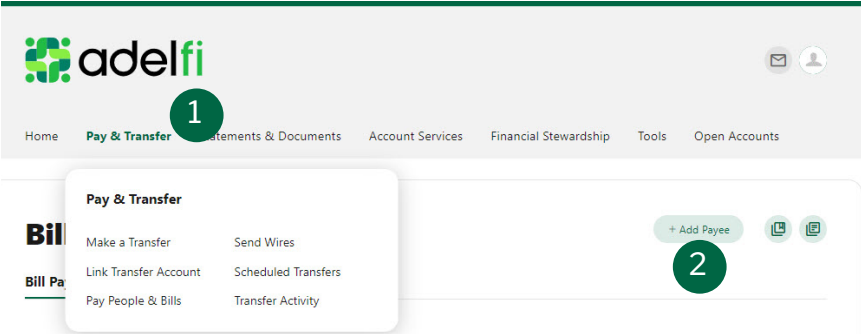 adelfi
1
Home Pay & Transfer tatements & Documents Account Services Financial Stewardship Tools Open Accounts
Pay & Transfer
Bil
+ Add Payee
Make a Transfer Send Wires
2
Link Transfer Account Scheduled Transfers
Bill Pa
Pay People & Bills Transfer Activity